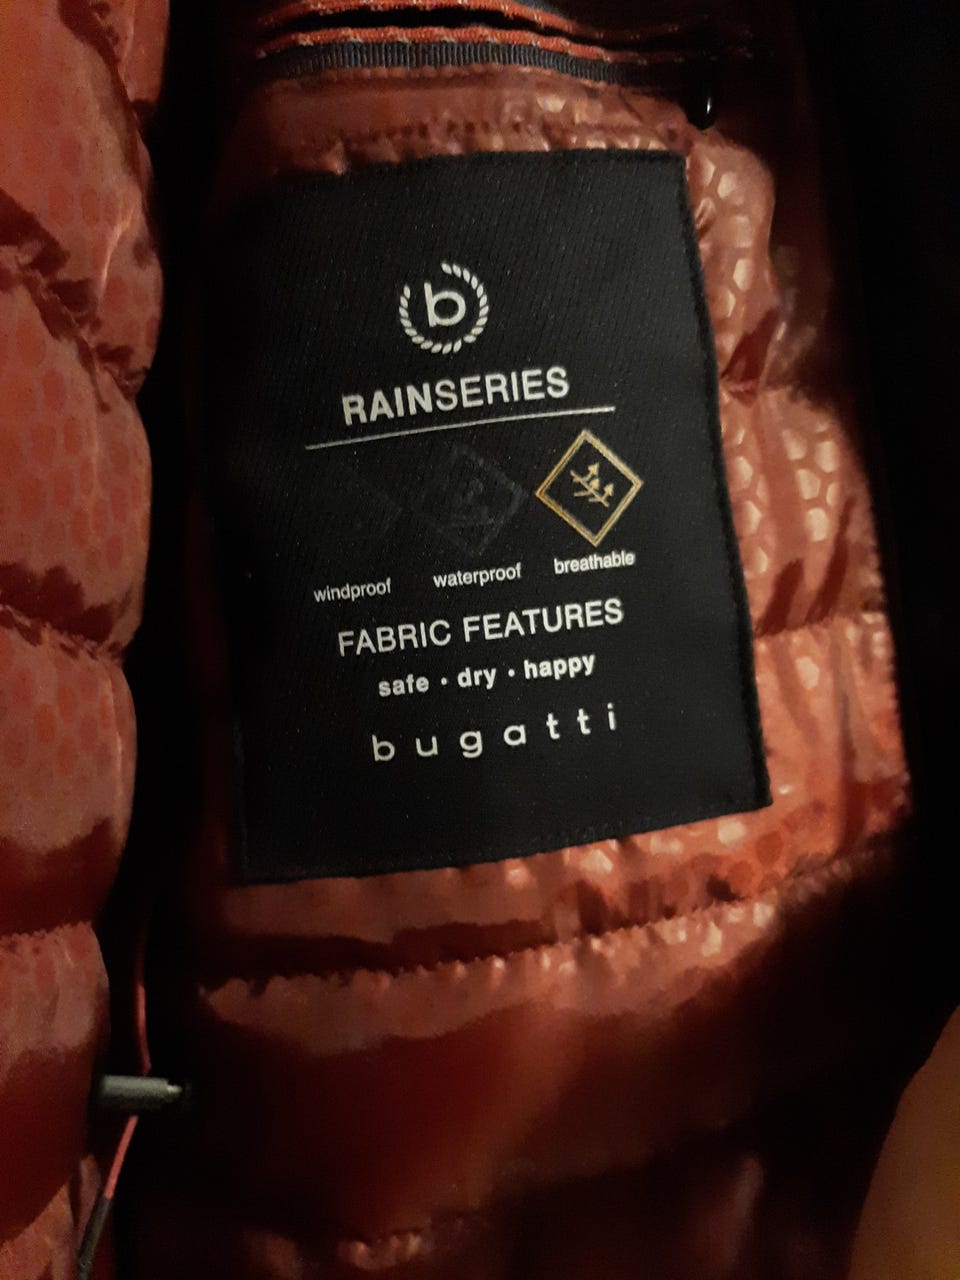 b
RAINSERIES
windproof waterproof breathable
FABRIC FEATURES
safe • dry • happy
bugatti